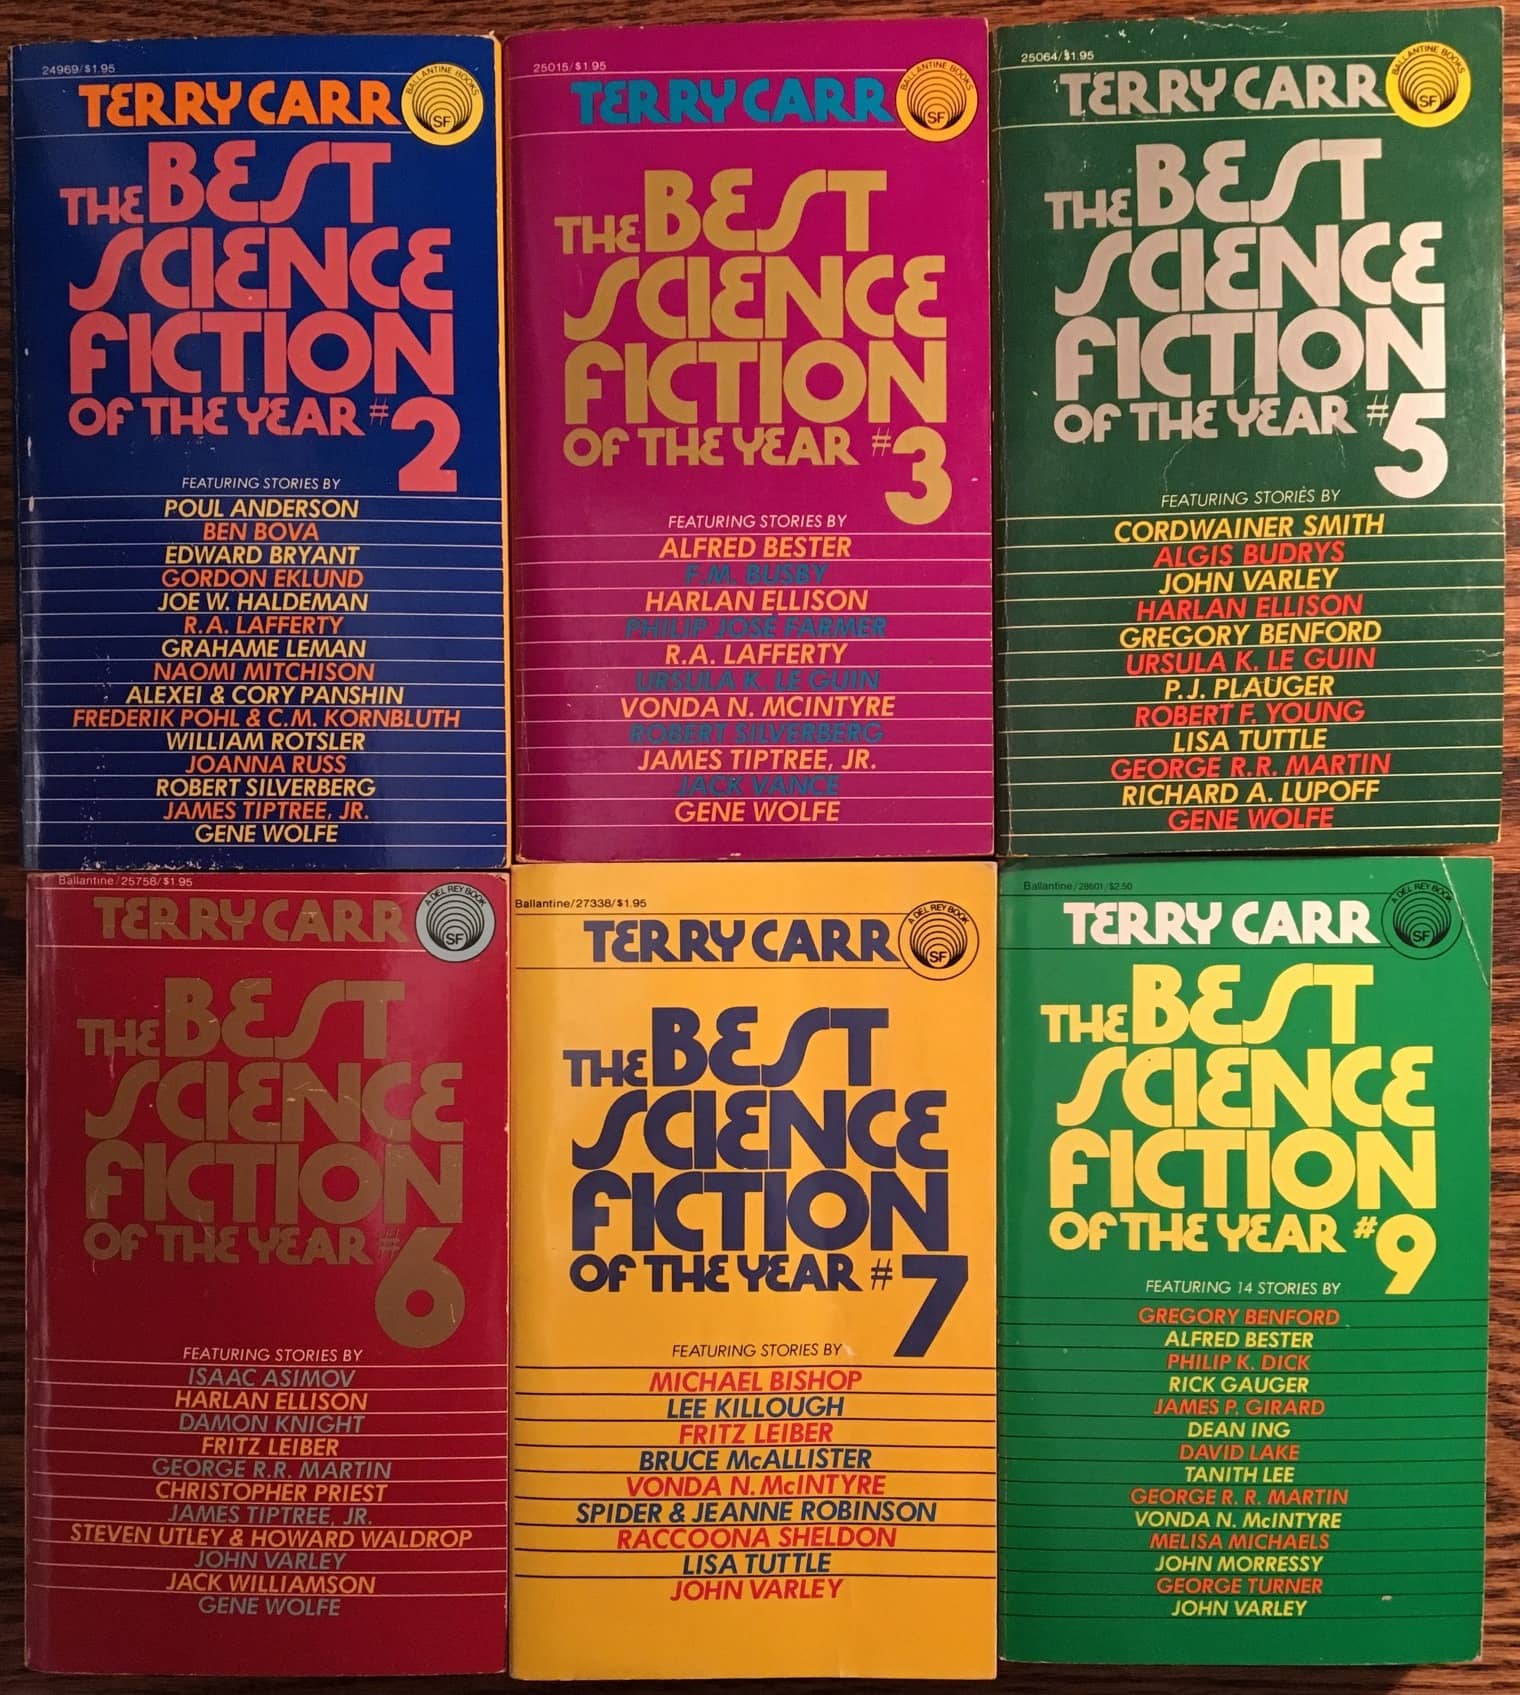 24969/$1.95
TERRY CARR
BALLANTINE BOOKS
SF
THE BEST
SCIENCE
FICTION
OF THE YEAR #2
FEATURING STORIES BY
POUL ANDERSON
BEN BOVA
EDWARD BRYANT
GORDON EKLUND
JOE W. HALDEMAN
R.A. LAFFERTY
GRAHAME LEMAN
NAOMI MITCHISON
ALEXEI & CORY PANSHIN
FREDERIK POHL & C.M. KORNBLUTH
WILLIAM ROTSLER
JOANNA RUSS
ROBERT SILVERBERG
JAMES TIPTREE, JR.
GENE WOLFE
25015/$1.95
TERRY CARR
BALLANTINE BOOKS
SF
THE BEST
SCIENCE
FICTION
OF THE YEAR #3
FEATURING STORIES BY
ALFRED BESTER
F.M. BUSBY
HARLAN ELLISON
PHILIP JOSÉ FARMER
R.A. LAFFERTY
URSULA K. LE GUIN
VONDA N. MCINTYRE
ROBERT SILVERBERG
JAMES TIPTREE, JR.
JACK VANCE
GENE WOLFE
25064/$1.95
TERRY CARR
BALLANTINE BOOKS
SF
THE BEST
SCIENCE
FICTION
OF THE YEAR #5
FEATURING STORIES BY
CORDWAINER SMITH
ALGIS BUDRYS
JOHN VARLEY
HARLAN ELLISON
GREGORY BENFORD
URSULA K. LE GUIN
P.J. PLAUGER
ROBERT F. YOUNG
LISA TUTTLE
GEORGE R.R. MARTIN
RICHARD A. LUPOFF
GENE WOLFE
Ballantine/25758/$1.95
TERRY CARR
A DEL REY BOOK
SF
THE BEST
SCIENCE
FICTION
OF THE YEAR #6
FEATURING STORIES BY
ISAAC ASIMOV
HARLAN ELLISON
DAMON KNIGHT
FRITZ LEIBER
GEORGE R.R. MARTIN
CHRISTOPHER PRIEST
JAMES TIPTREE, JR.
STEVEN UTLEY & HOWARD WALDROP
JOHN VARLEY
JACK WILLIAMSON
GENE WOLFE
Ballantine/27338/$1.95
TERRY CARR
A DEL REY BOOK
SF
THE BEST
SCIENCE
FICTION
OF THE YEAR #7
FEATURING STORIES BY
MICHAEL BISHOP
LEE KILLOUGH
FRITZ LEIBER
BRUCE McALLISTER
VONDA N. McINTYRE
SPIDER & JEANNE ROBINSON
RACCOONA SHELDON
LISA TUTTLE
JOHN VARLEY
Ballantine/28601/$2.50
TERRY CARR
A DEL REY BOOK
SF
THE BEST
SCIENCE
FICTION
OF THE YEAR #9
FEATURING 14 STORIES BY
GREGORY BENFORD
ALFRED BESTER
PHILIP K. DICK
RICK GAUGER
JAMES P. GIRARD
DEAN ING
DAVID LAKE
TANITH LEE
GEORGE R. R. MARTIN
VONDA N. McINTYRE
MELISA MICHAELS
JOHN MORRESSY
GEORGE TURNER
JOHN VARLEY